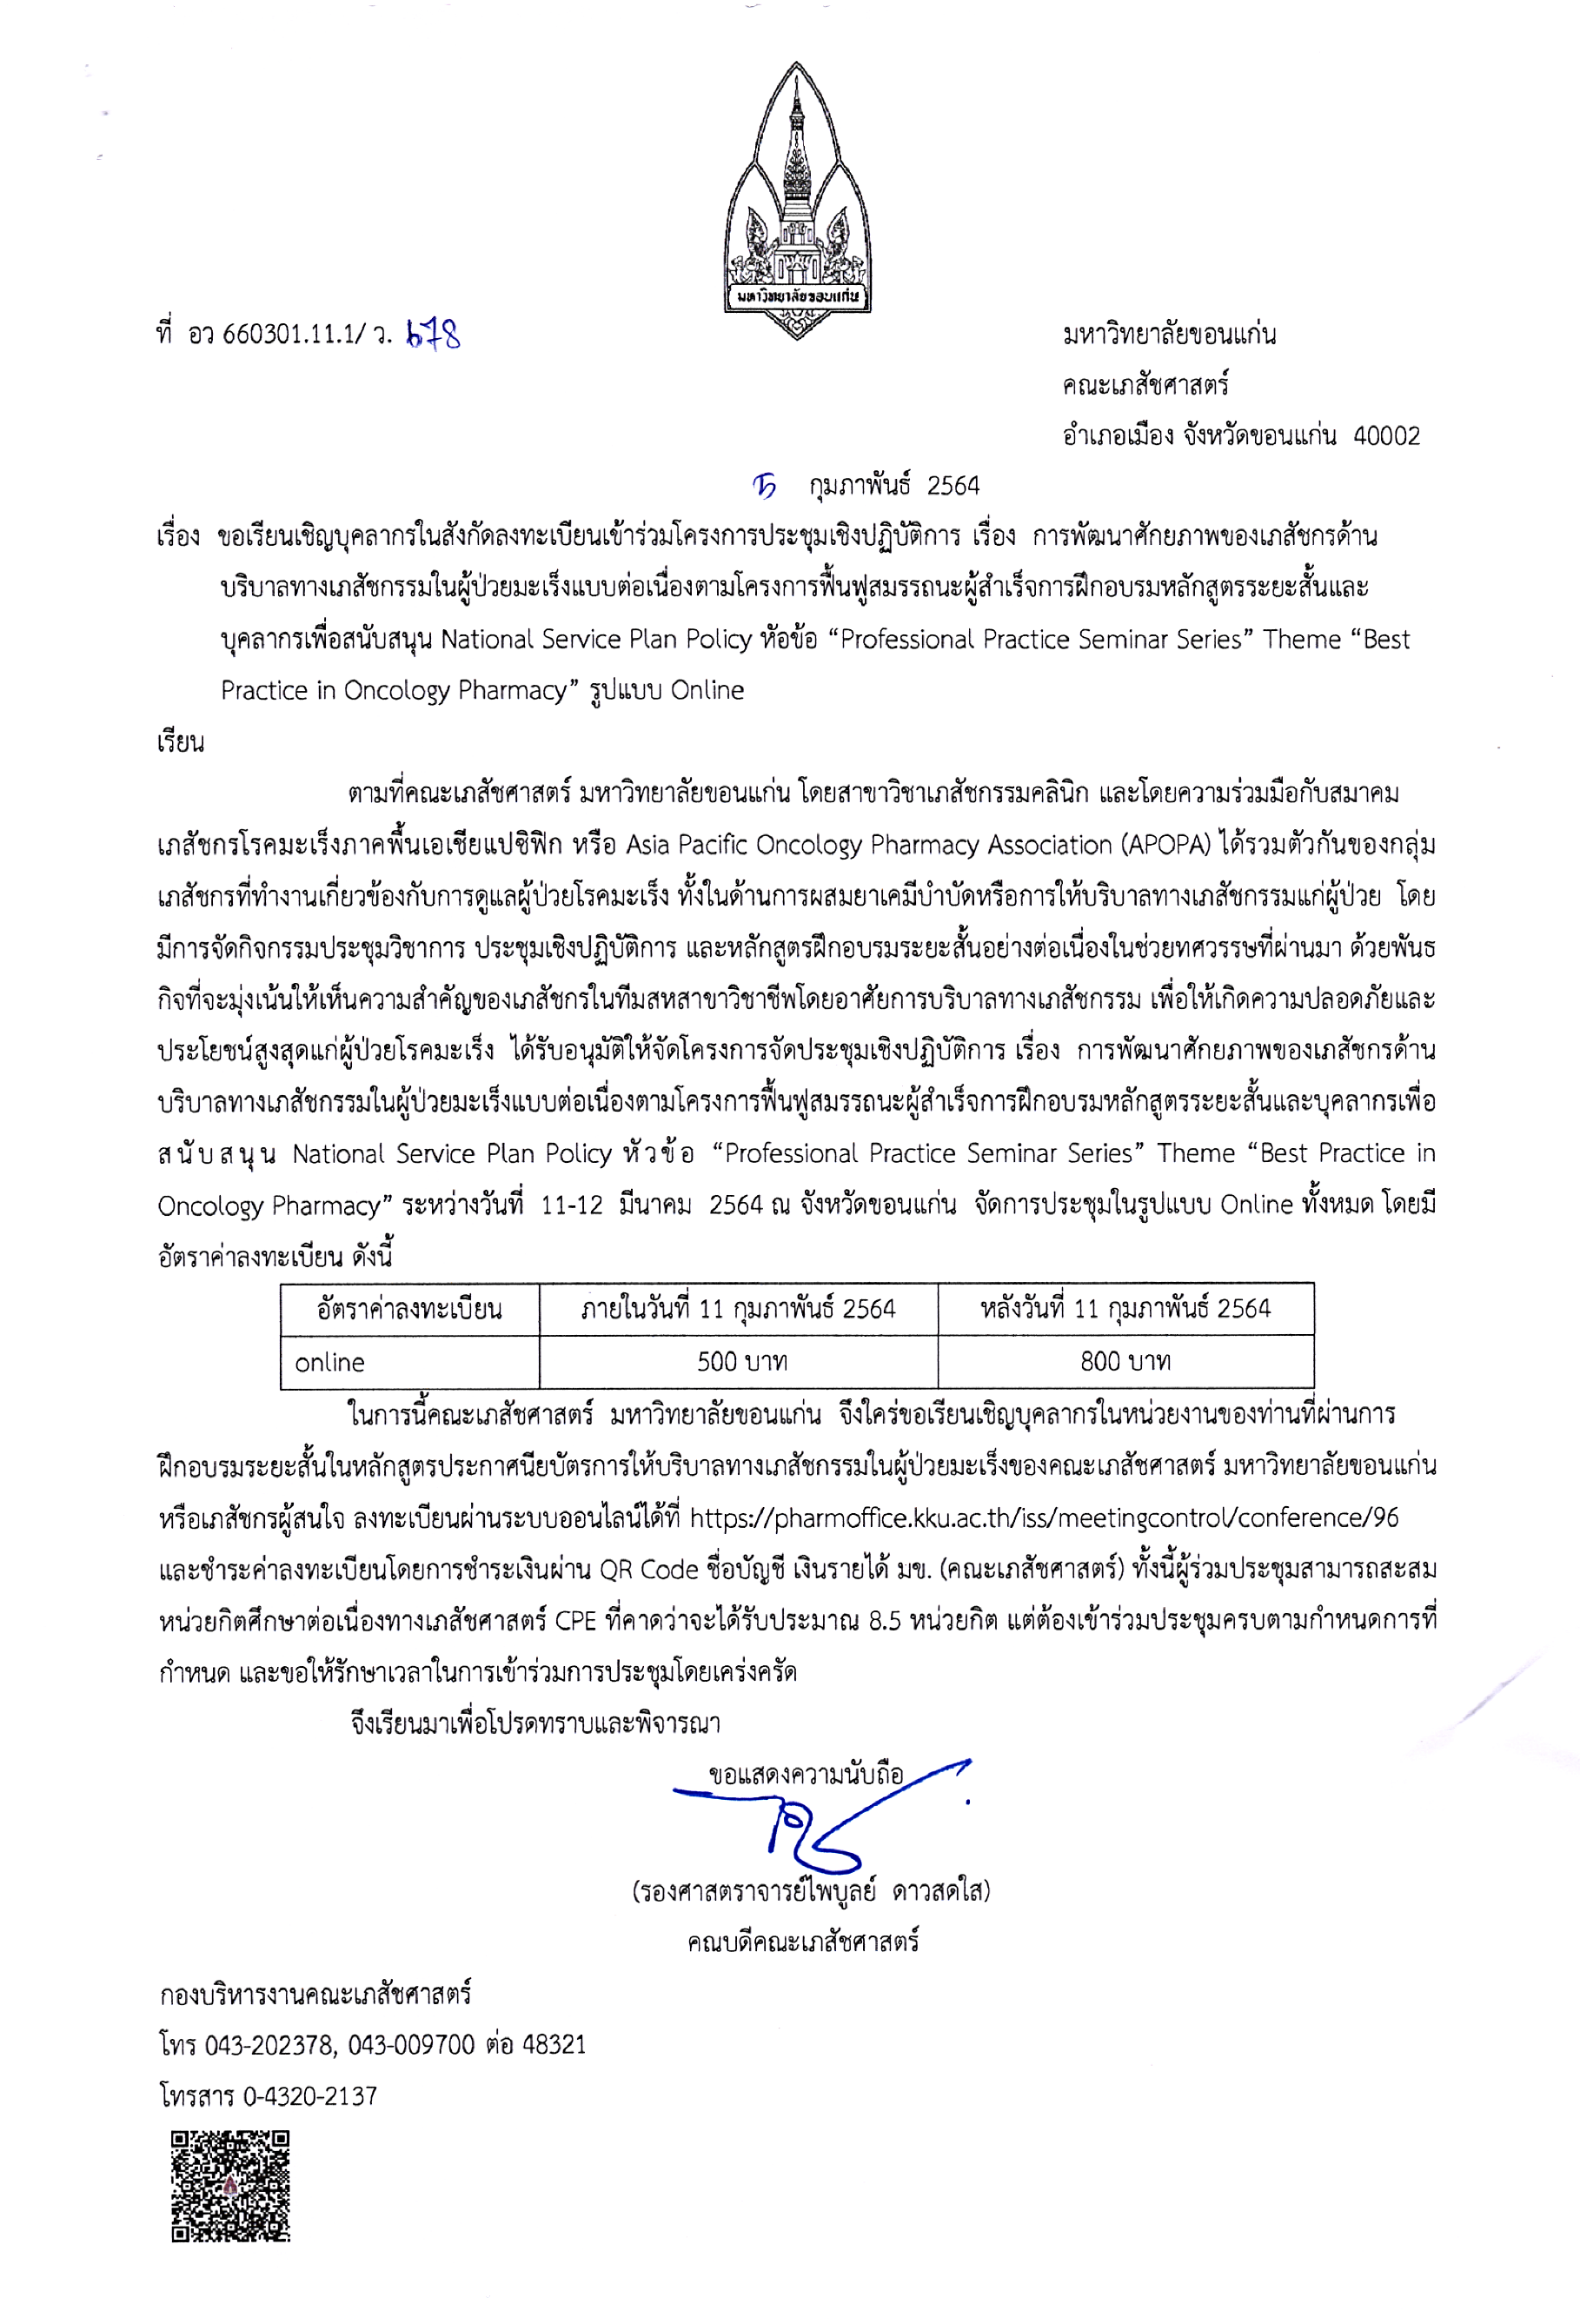 มหาวิทยาลัยขอนแก่น
ที่ อว 660301.11.1/ ว. 678
มหาวิทยาลัยขอนแก่น
คณะเภสัชศาสตร์
อำเภอเมือง จังหวัดขอนแก่น 40002
กุมภาพันธ์ 2564
เรื่อง ขอเรียนเชิญบุคลากรในสังกัดลงทะเบียนเข้าร่วมโครงการประชุมเชิงปฏิบัติการ เรื่อง การพัฒนาศักยภาพของเภสัชกรด้าน
บริบาลทางเภสัชกรรมในผู้ป่วยมะเร็งแบบต่อเนื่องตามโครงการฟื้นฟูสมรรถนะผู้สำเร็จการฝึกอบรมหลักสูตรระยะสั้นและ
บุคลากรเพื่อสนับสนุน National Service Plan Policy หัอข้อ “Professional Practice Seminar Series” Theme “Best
Practice in Oncology Pharmacy” รูปแบบ Online
เรียน
ตามที่คณะเภสัชศาสตร์ มหาวิทยาลัยขอนแก่น โดยสาขาวิชาเภสัชกรรมคลินิก และโดยความร่วมมือกับสมาคม
เภสัชกรโรคมะเร็งภาคพื้นเอเชียแปซิฟิก หรือ Asia Pacific Oncology Pharmacy Association (APOPA) ได้รวมตัวกันของกลุ่ม
เภสัชกรที่ทำงานเกี่ยวข้องกับการดูแลผู้ป่วยโรคมะเร็ง ทั้งในด้านการผสมยาเคมีบำบัดหรือการให้บริบาลทางเภสัชกรรมแก่ผู้ป่วย โดย
มีการจัดกิจกรรมประชุมวิชาการ ประชุมเชิงปฏิบัติการ และหลักสูตรฝึกอบรมระยะสั้นอย่างต่อเนื่องในช่วยทศวรรษที่ผ่านมา ด้วยพันธ
กิจที่จะมุ่งเน้นให้เห็นความสำคัญของเภสัชกรในทีมสหสาขาวิชาชีพโดยอาศัยการบริบาลทางเภสัชกรรม เพื่อให้เกิดความปลอดภัยและ
ประโยชน์สูงสุดแก่ผู้ป่วยโรคมะเร็ง ได้รับอนุมัติให้จัดโครงการจัดประชุมเชิงปฏิบัติการ เรื่อง การพัฒนาศักยภาพของเภสัชกรด้าน
บริบาลทางเภสัชกรรมในผู้ป่วยมะเร็งแบบต่อเนื่องตามโครงการฟื้นฟูสมรรถนะผู้สำเร็จการฝึกอบรมหลักสูตรระยะสั้นและบุคลากรเพื่อ
สนับสนุน National Service Plan Policy หัวข้อ “Professional Practice Seminar Series” Theme “Best Practice in
Oncology Pharmacy” ระหว่างวันที่ 11-12 มีนาคม 2564 ณ จังหวัดขอนแก่น จัดการประชุมในรูปแบบ Online ทั้งหมด โดยมี
อัตราค่าลงทะเบียน ดังนี้
อัตราค่าลงทะเบียน ภายในวันที่ 11 กุมภาพันธ์ 2564 หลังวันที่ 11 กุมภาพันธ์ 2564
online 500 บาท 800 บาท
ในการนี้คณะเภสัชศาสตร์ มหาวิทยาลัยขอนแก่น จึงใคร่ขอเรียนเชิญบุคลากรในหน่วยงานของท่านที่ผ่านการ
ฝึกอบรมระยะสั้นในหลักสูตรประกาศนียบัตรการให้บริบาลทางเภสัชกรรมในผู้ป่วยมะเร็งของคณะเภสัชศาสตร์ มหาวิทยาลัยขอนแก่น
หรือเภสัชกรผู้สนใจ ลงทะเบียนผ่านระบบออนไลน์ได้ที่ https://pharmoffice.kku.ac.th/iss/meetingcontrol/conference/96
และชำระค่าลงทะเบียนโดยการชำระเงินผ่าน QR Code ชื่อบัญชี เงินรายได้ มข. (คณะเภสัชศาสตร์) ทั้งนี้ผู้ร่วมประชุมสามารถสะสม
หน่วยกิตศึกษาต่อเนื่องทางเภสัชศาสตร์ CPE ที่คาดว่าจะได้รับประมาณ 8.5 หน่วยกิต แต่ต้องเข้าร่วมประชุมครบตามกำหนดการที่
กำหนด และขอให้รักษาเวลาในการเข้าร่วมการประชุมโดยเคร่งครัด
จึงเรียนมาเพื่อโปรดทราบและพิจารณา
ขอแสดงความนับถือ
(รองศาสตราจารย์ไพบูลย์ ดาวสดใส)
คณบดีคณะเภสัชศาสตร์
กองบริหารงานคณะเภสัชศาสตร์
โทร 043-202378, 043-009700 ต่อ 48321
โทรสาร 0-4320-2137